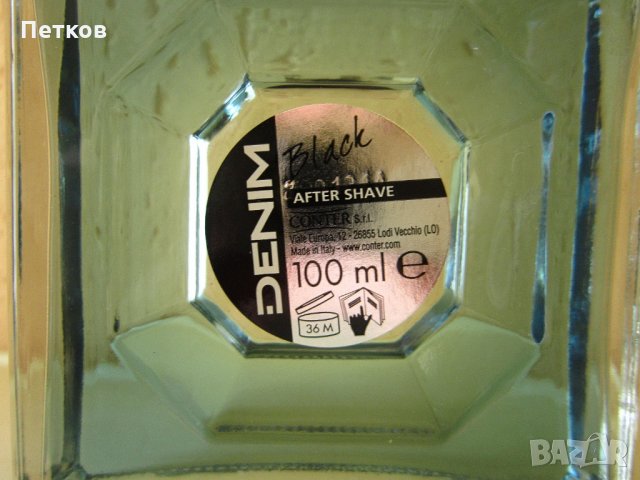 Петков
DENIM
Black
AFTER SHAVE
CONTER S.r.l.
Viale Europa, 12 - 26855 Lodi Vecchio (LO)
Made in Italy - www.conter.com
100 ml e
36 M
BAZAR